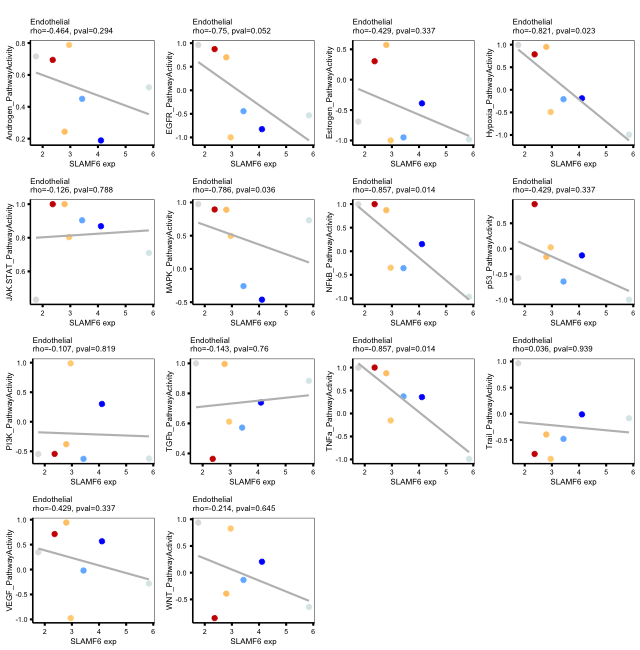 Endothelial
rho=-0.464, pval=0.294
Androgen_PathwayActivity
0.8
0.6
0.4
0.2
2 3 4 5 6
SLAMF6 exp
Endothelial
rho=-0.75, pval=0.052
EGFR_PathwayActivity
1.0
0.5
0.0
-0.5
-1.0
2 3 4 5 6
SLAMF6 exp
Endothelial
rho=-0.429, pval=0.337
Estrogen_PathwayActivity
0.5
0.0
-0.5
-1.0
2 3 4 5 6
SLAMF6 exp
Endothelial
rho=-0.821, pval=0.023
Hypoxia_PathwayActivity
1.0
0.5
0.0
-0.5
-1.0
2 3 4 5 6
SLAMF6 exp
Endothelial
rho=-0.126, pval=0.788
JAK.STAT_PathwayActivity
1.0
0.8
0.6
2 3 4 5 6
SLAMF6 exp
Endothelial
rho=-0.786, pval=0.036
MAPK_PathwayActivity
1.0
0.5
0.0
-0.5
2 3 4 5 6
SLAMF6 exp
Endothelial
rho=-0.857, pval=0.014
NFkB_PathwayActivity
1.0
0.5
0.0
-0.5
-1.0
2 3 4 5 6
SLAMF6 exp
Endothelial
rho=-0.429, pval=0.337
p53_PathwayActivity
0.5
0.0
-0.5
-1.0
2 3 4 5 6
SLAMF6 exp
Endothelial
rho=-0.107, pval=0.819
PI3K_PathwayActivity
1.0
0.5
0.0
-0.5
2 3 4 5 6
SLAMF6 exp
Endothelial
rho=-0.143, pval=0.76
TGFb_PathwayActivity
1.0
0.8
0.6
0.4
2 3 4 5 6
SLAMF6 exp
Endothelial
rho=-0.857, pval=0.014
TNFa_PathwayActivity
1.0
0.5
0.0
-0.5
-1.0
2 3 4 5 6
SLAMF6 exp
Endothelial
rho=0.036, pval=0.939
Trail_PathwayActivity
1.0
0.5
0.0
-0.5
2 3 4 5 6
SLAMF6 exp
Endothelial
rho=-0.429, pval=0.337
VEGF_PathwayActivity
1.0
0.5
0.0
-0.5
-1.0
2 3 4 5 6
SLAMF6 exp
Endothelial
rho=-0.214, pval=0.645
WNT_PathwayActivity
1.0
0.5
0.0
-0.5
2 3 4 5 6
SLAMF6 exp